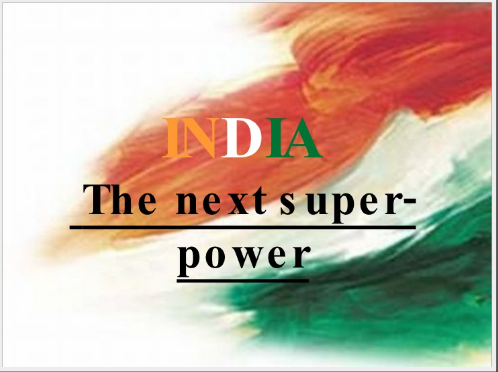 INDIA
The next super-
power